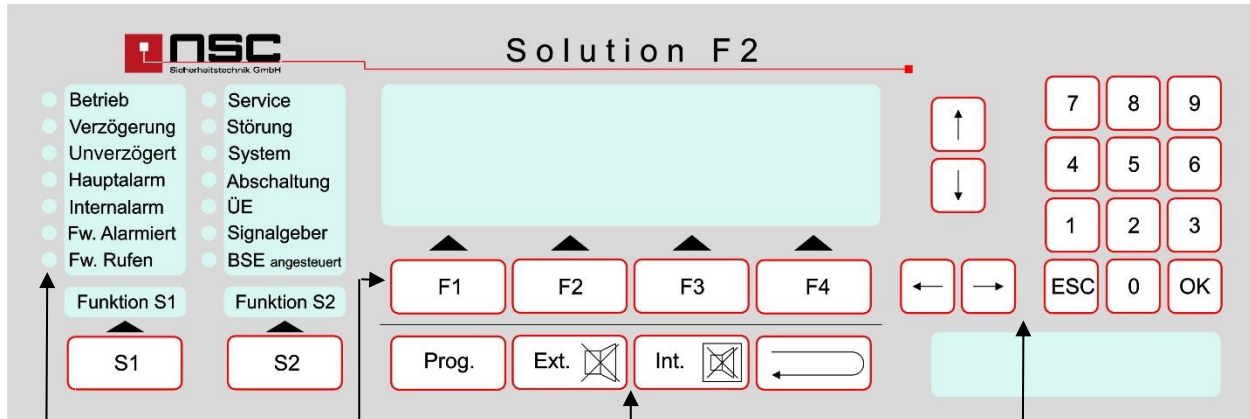 nsc
Sicherheitstechnik GmbH
Solution F2
Betrieb
Verzögerung
Unverzögert
Hauptalarm
Internalarm
Fw. Alarmiert
Fw. Rufen
Funktion S1
S1
Service
Störung
System
Abschaltung
ÜE
Signalgeber
BSE angesteuert
Funktion S2
S2
F1 F2 F3 F4
Prog. Ext. Int.
↑
↓
← →
7 8 9
4 5 6
1 2 3
ESC 0 OK